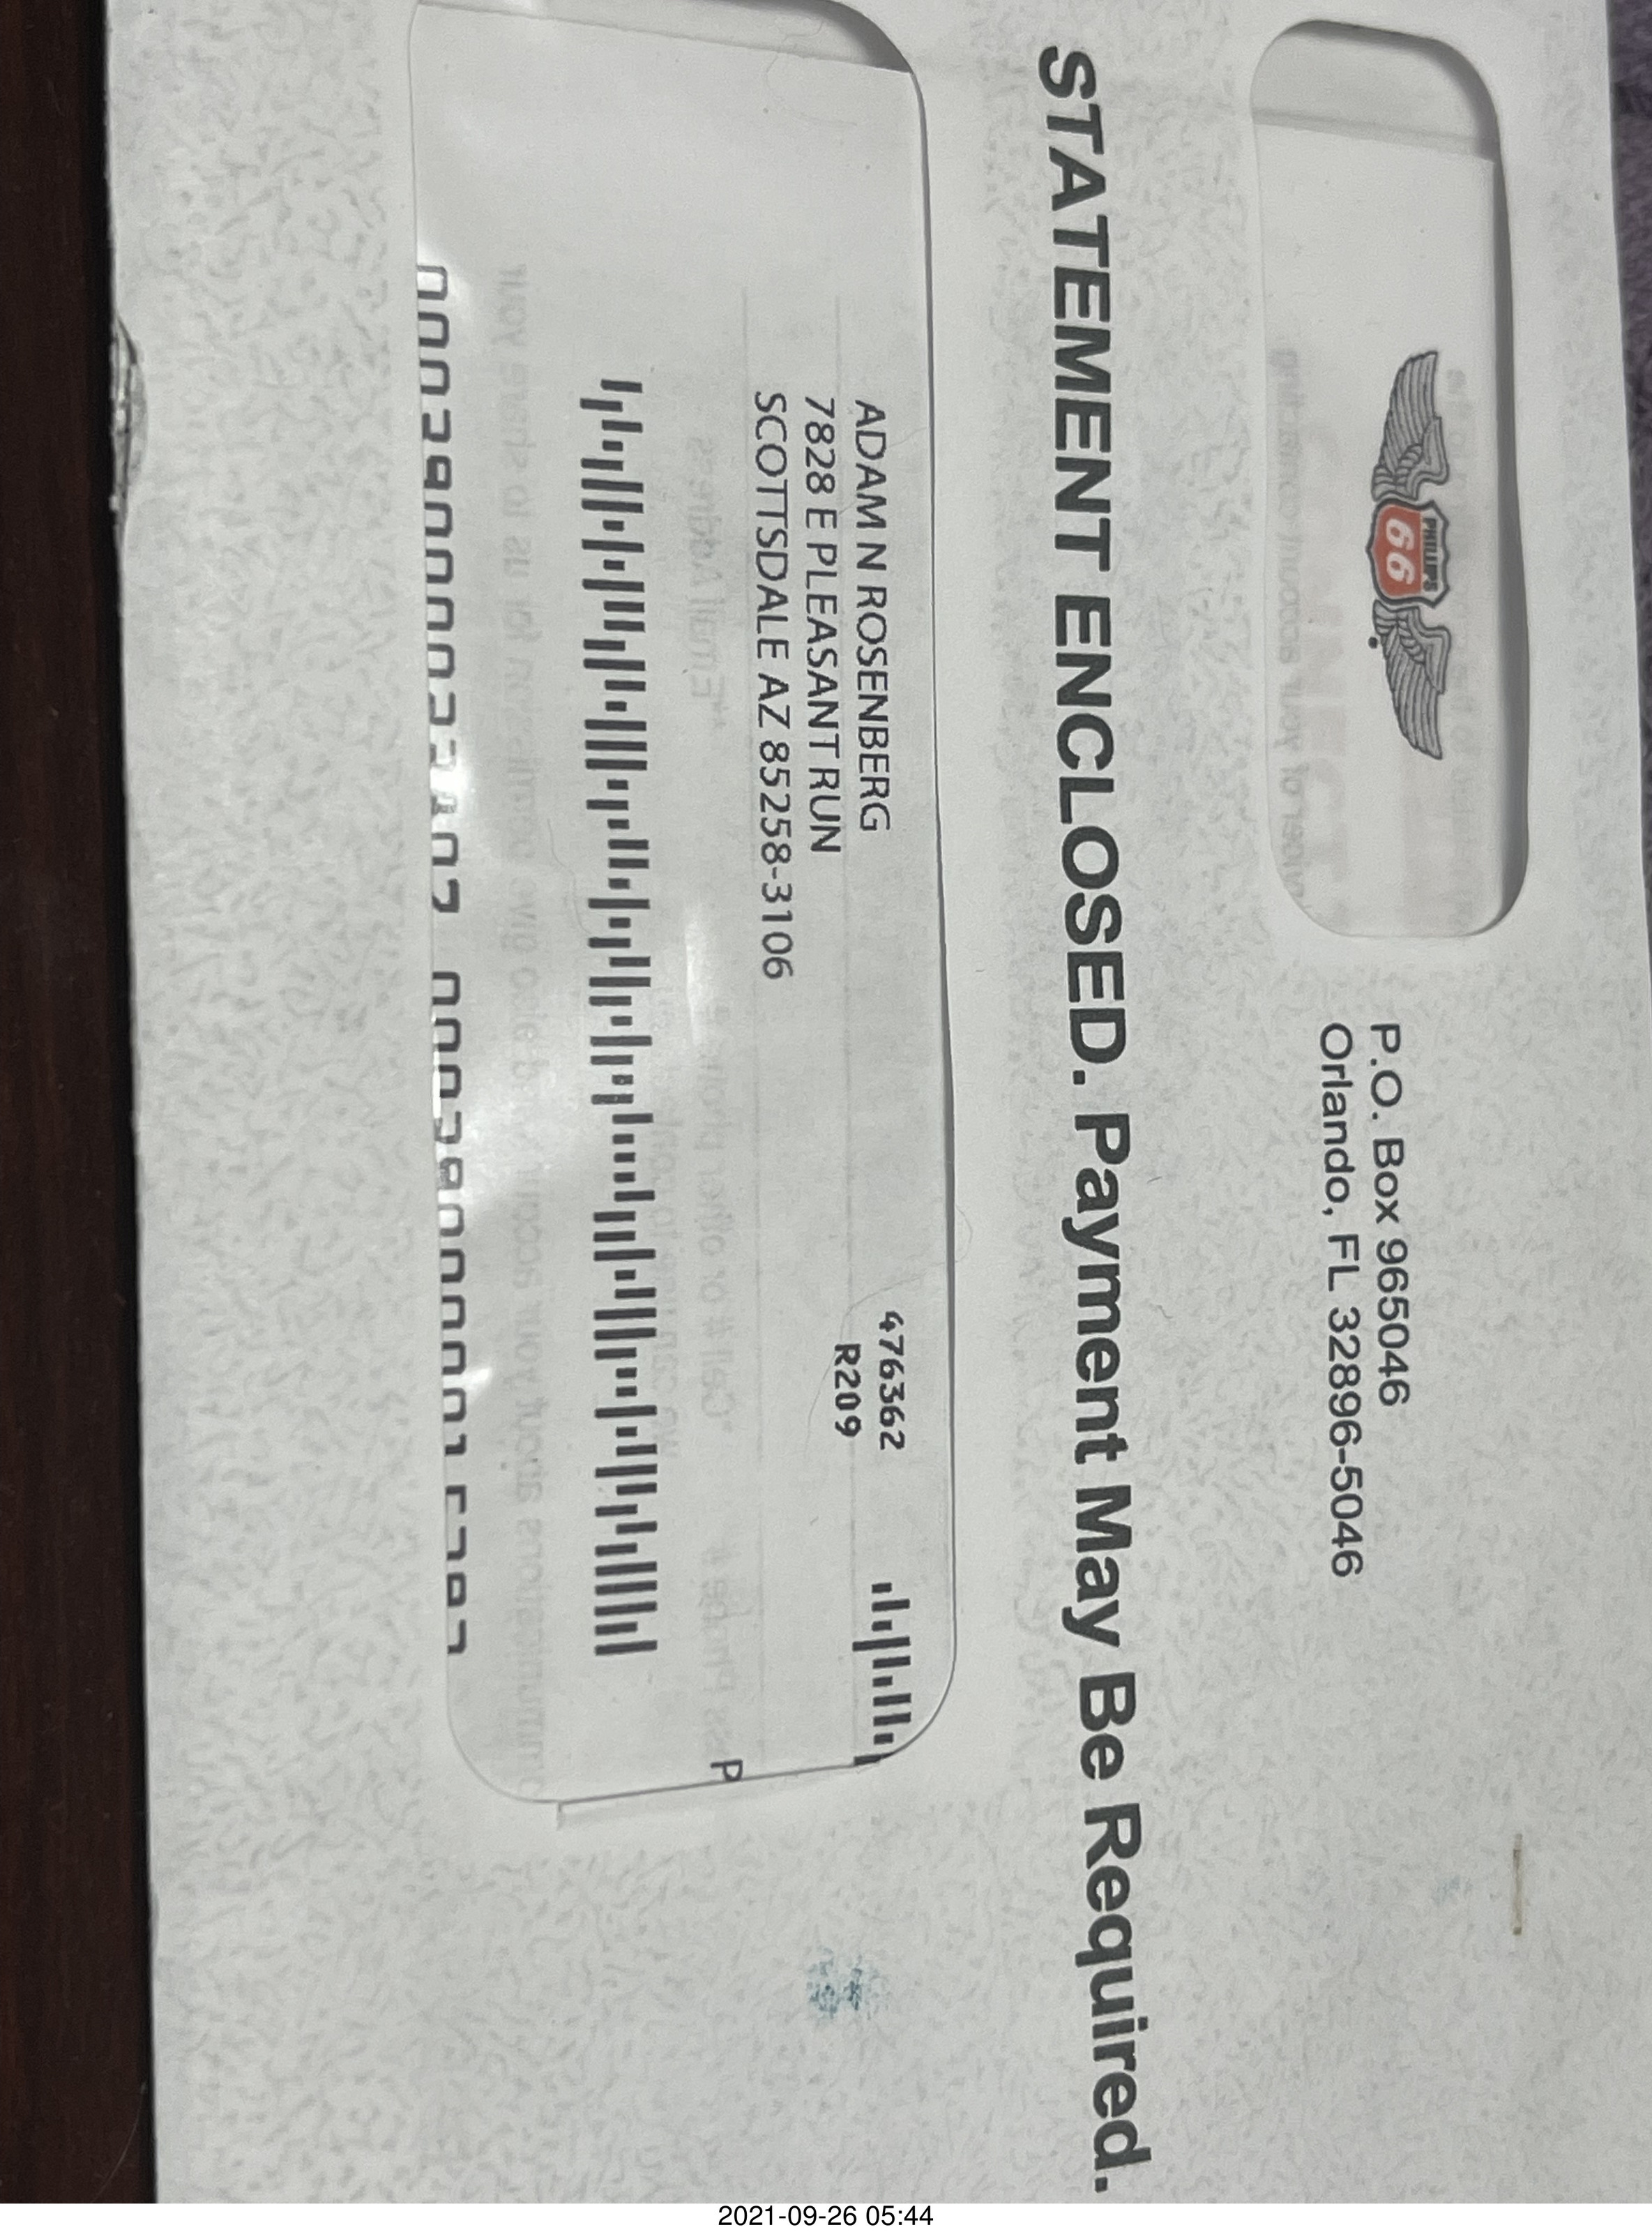 PHILLIPS
66
P.O. Box 965046
Orlando, FL 32896-5046
STATEMENT ENCLOSED. Payment May Be Required.
476362
R209
ADAM N ROSENBERG
7828 E PLEASANT RUN
SCOTTSDALE AZ 85258-3106
P
2021-09-26 05:44